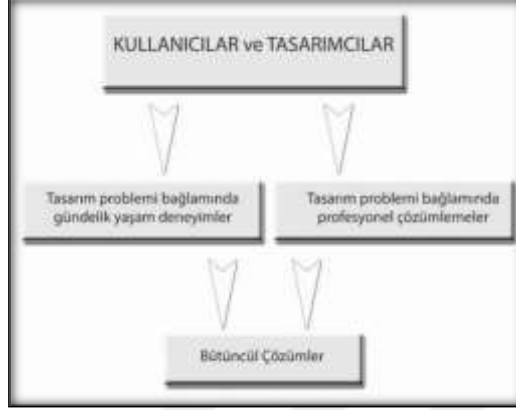 KULLANICILAR ve TASARIMCILAR
Tasarım problemi bağlamında
gündelik yaşam deneyimler
Tasarım problemi bağlamında
profesyonel çözümlemeler
Bütüncül Çözümler